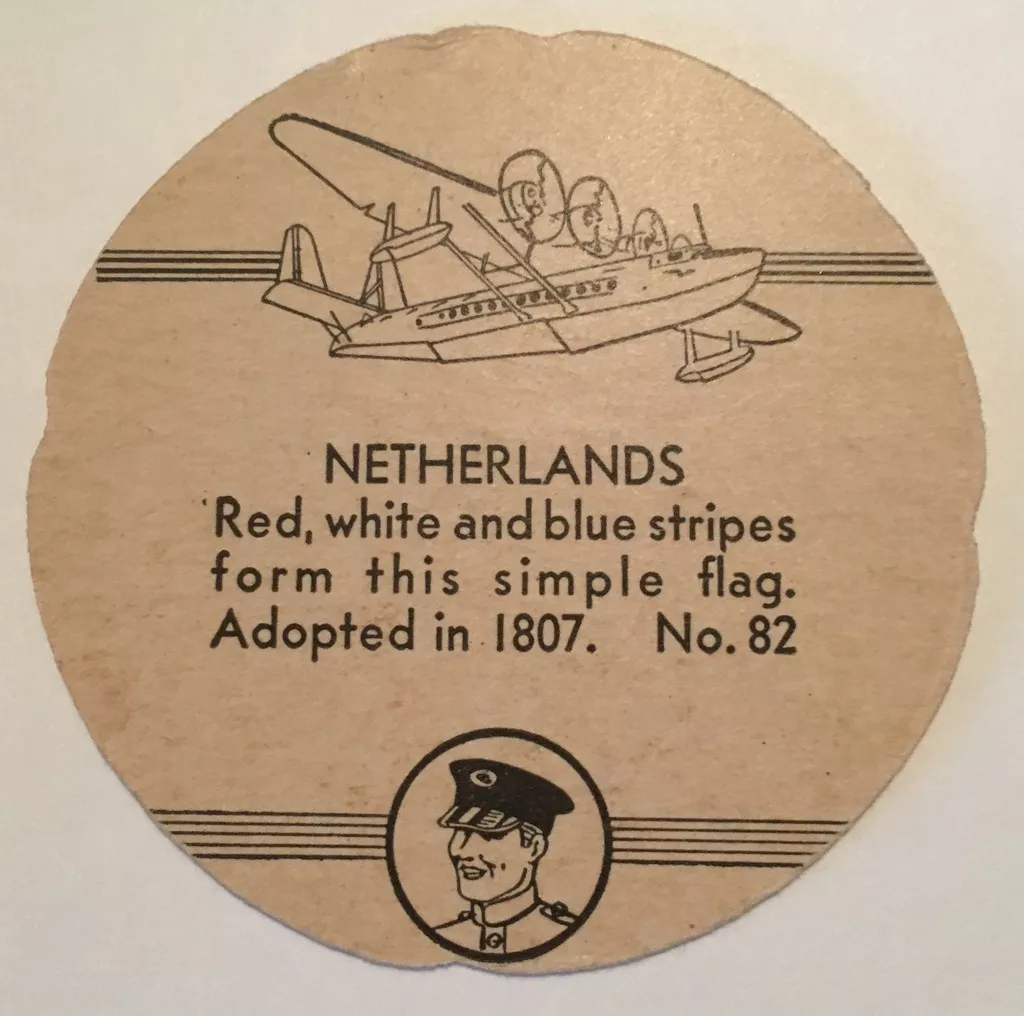 NETHERLANDS
Red, white and blue stripes
form this simple flag.
Adopted in 1807. No. 82